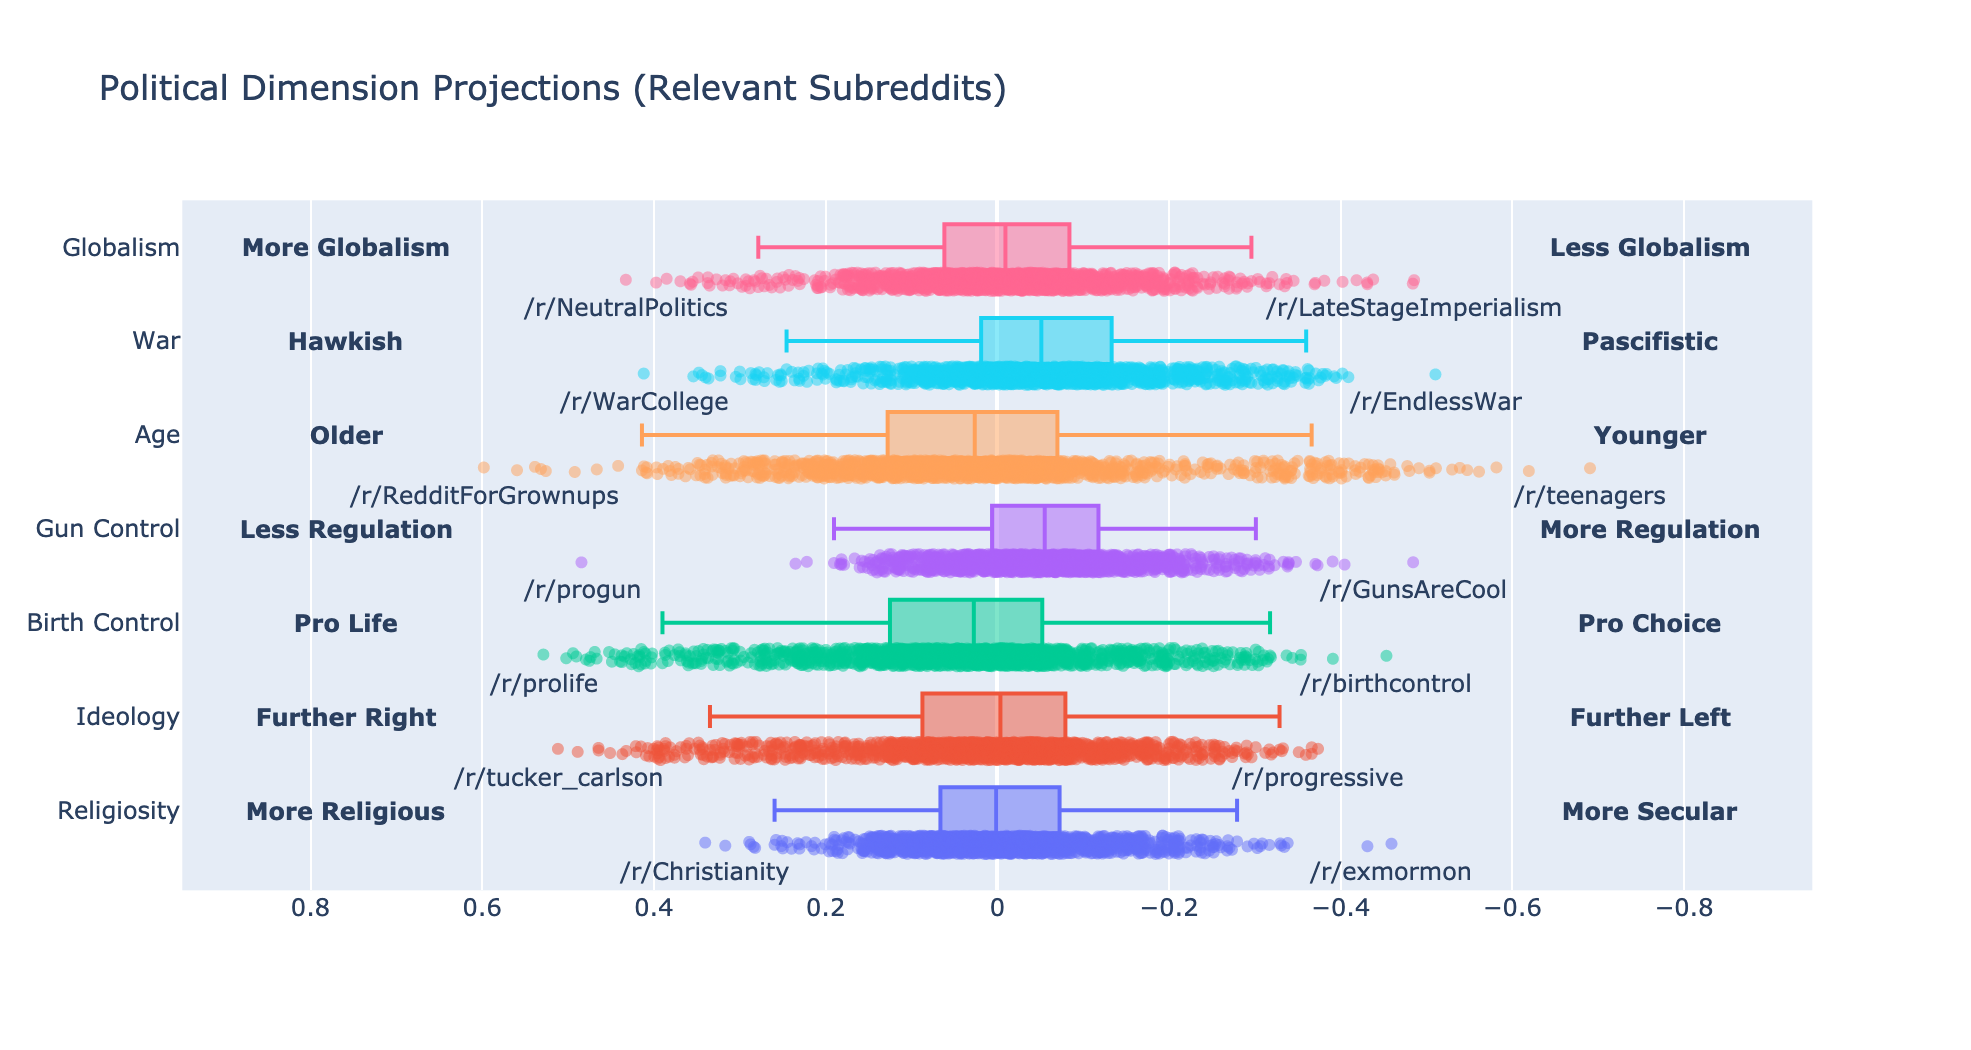 Political Dimension Projections (Relevant Subreddits)
Globalism More Globalism Less Globalism
/r/NeutralPolitics /r/LateStageImperialism
War Hawkish Pascifistic
/r/WarCollege /r/EndlessWar
Age Older Younger
/r/RedditForGrownups /r/teenagers
Gun Control Less Regulation More Regulation
/r/progun /r/GunsAreCool
Birth Control Pro Life Pro Choice
/r/prolife /r/birthcontrol
Ideology Further Right Further Left
/r/tucker_carlson /r/progressive
Religiosity More Religious More Secular
/r/Christianity /r/exmormon
0.8 0.6 0.4 0.2 0 −0.2 −0.4 −0.6 −0.8